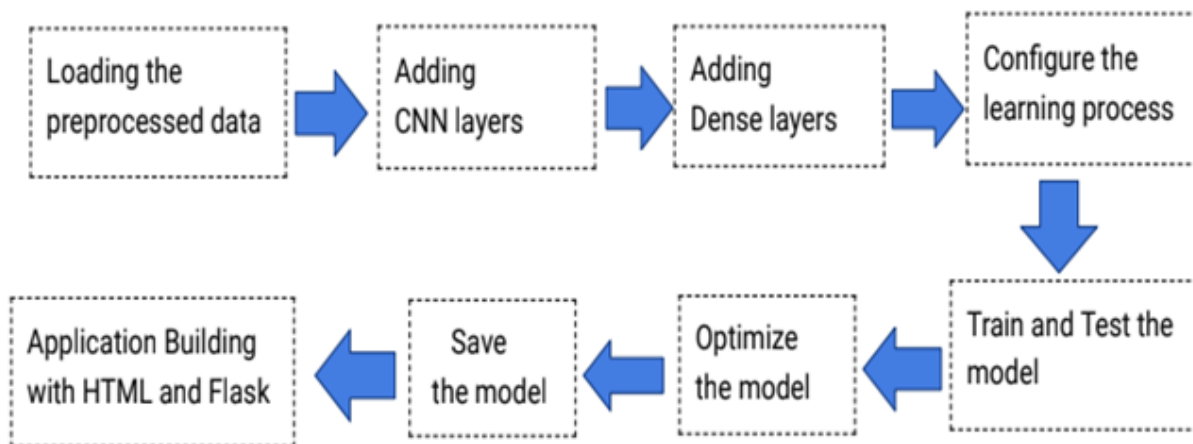 Loading the
preprocessed data
Adding
CNN layers
Adding
Dense layers
Configure the
learning process
Train and Test the
model
Optimize
the model
Save
the model
Application Building
with HTML and Flask